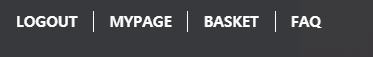 LOGOUT | MYPAGE | BASKET | FAQ